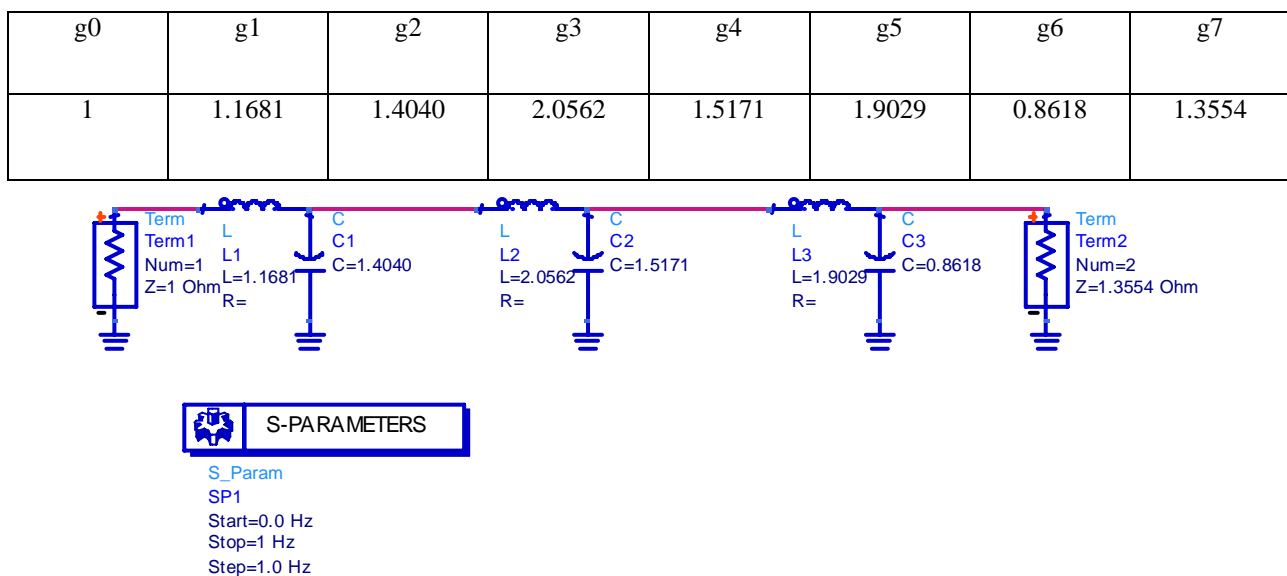 g0 g1 g2 g3 g4 g5 g6 g7
1 1.1681 1.4040 2.0562 1.5171 1.9029 0.8618 1.3554
Term
Term1
Num=1
Z=1 Ohm
L
L1
L=1.1681
R=
C
C1
C=1.4040
L
L2
L=2.0562
R=
C
C2
C=1.5171
L
L3
L=1.9029
R=
C
C3
C=0.8618
Term
Term2
Num=2
Z=1.3554 Ohm
S-PARAMETERS
S_Param
SP1
Start=0.0 Hz
Stop=1 Hz
Step=1.0 Hz